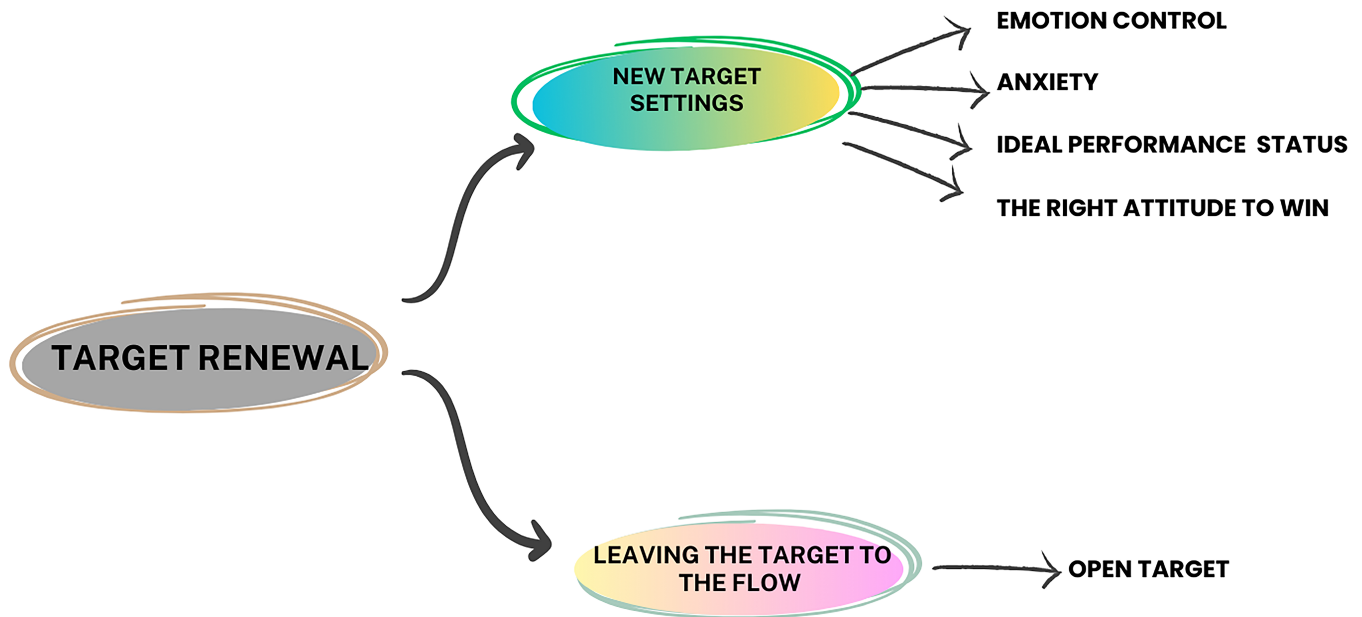 EMOTION CONTROL
NEW TARGET
SETTINGS
ANXIETY
IDEAL PERFORMANCE STATUS
THE RIGHT ATTITUDE TO WIN
TARGET RENEWAL
LEAVING THE TARGET TO
THE FLOW
OPEN TARGET